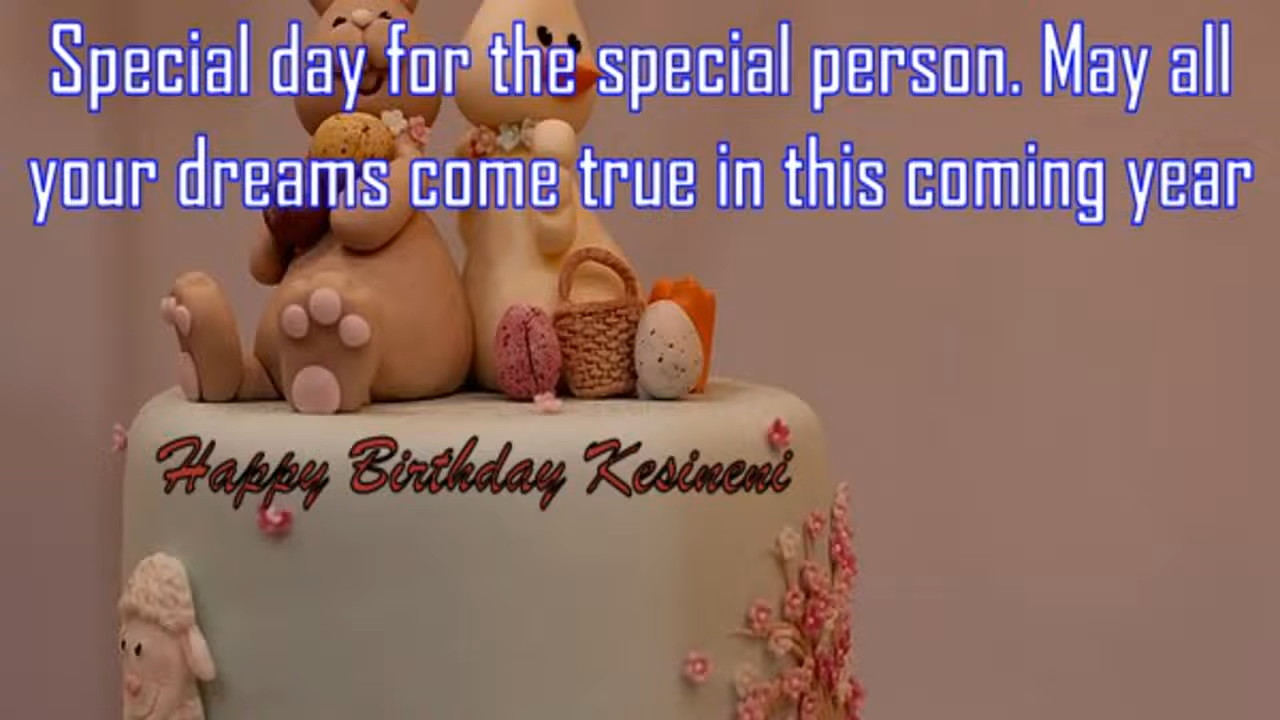 Special day for the special person. May all
your dreams come true in this coming year
Happy Birthday Kesineni